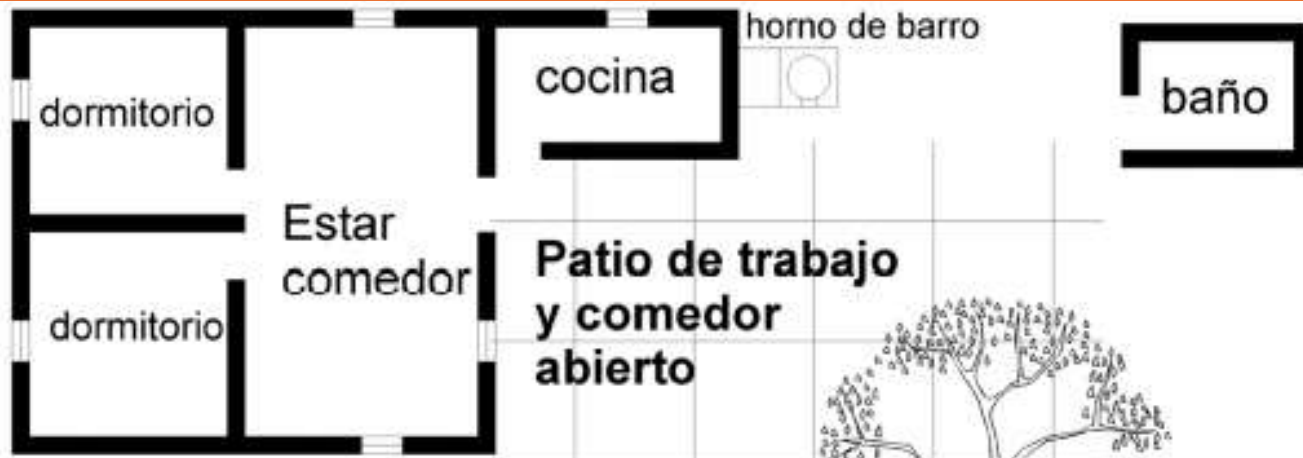 horno de barro
cocina
baño
dormitorio
Estar
comedor
Patio de trabajo
y comedor
abierto
dormitorio